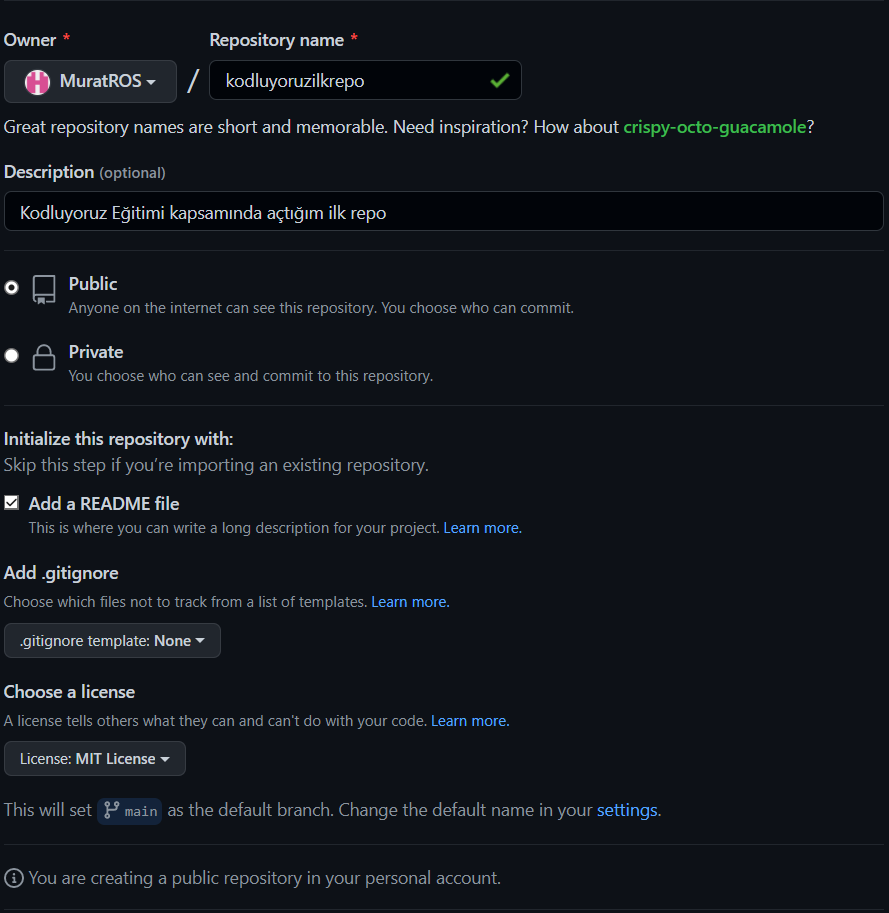 Owner * Repository name *
MuratROS / kodluyoruzilkrepo
Great repository names are short and memorable. Need inspiration? How about crispy-octo-guacamole?
Description (optional)
Kodluyoruz Eğitimi kapsamında açtığım ilk repo
Public
Anyone on the internet can see this repository. You choose who can commit.
Private
You choose who can see and commit to this repository.
Initialize this repository with:
Skip this step if you’re importing an existing repository.
Add a README file
This is where you can write a long description for your project. Learn more.
Add .gitignore
Choose which files not to track from a list of templates. Learn more.
.gitignore template: None
Choose a license
A license tells others what they can and can't do with your code. Learn more.
License: MIT License
This will set main as the default branch. Change the default name in your settings.
You are creating a public repository in your personal account.